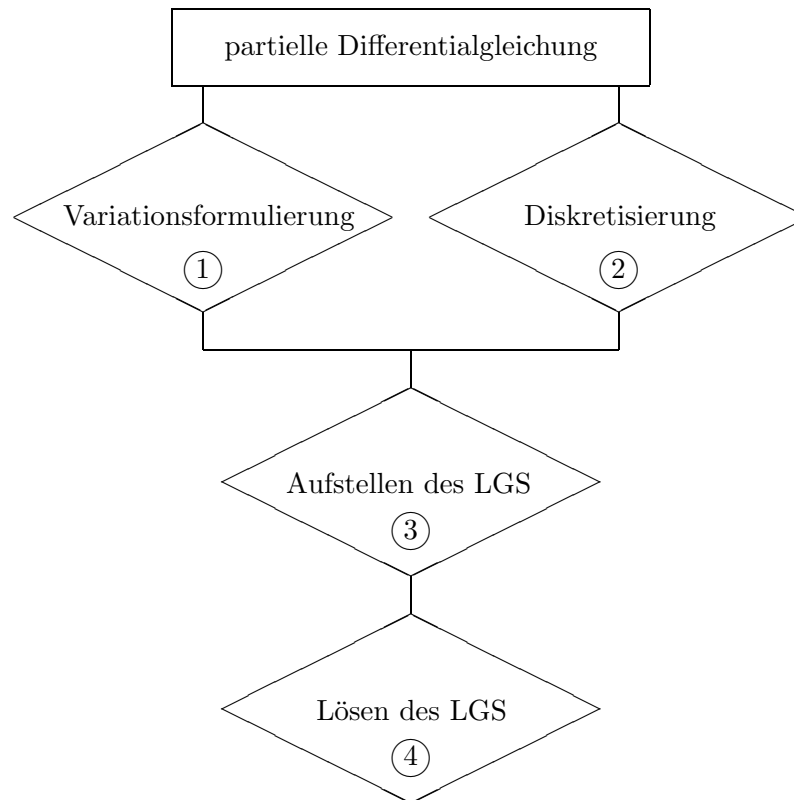 partielle Differentialgleichung
Variationsformulierung
1
Diskretisierung
2
Aufstellen des LGS
3
Lösen des LGS
4